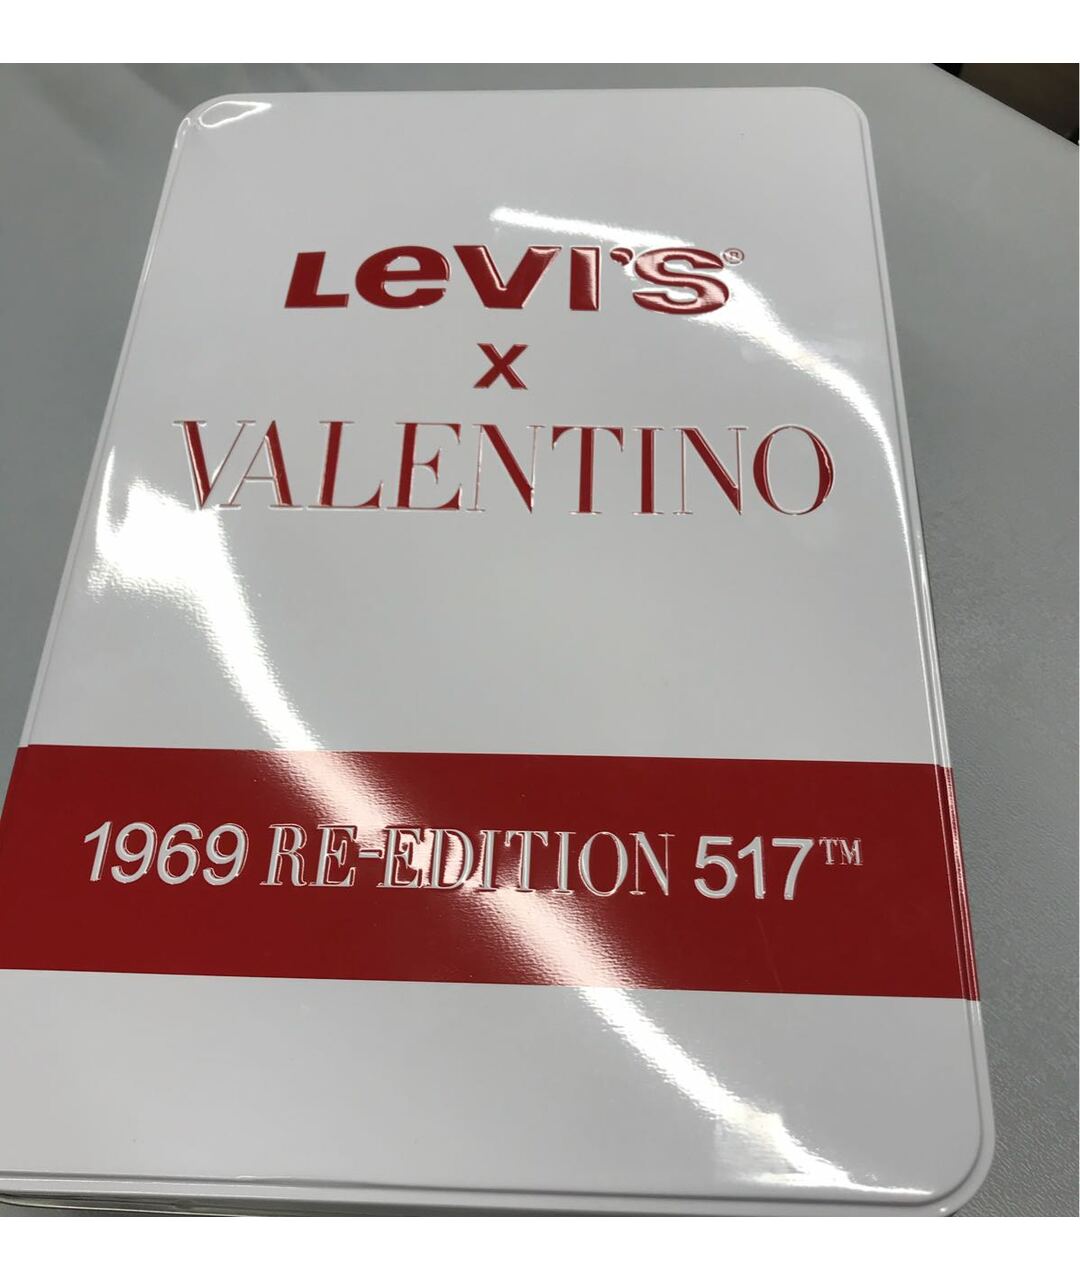 Levi's®
x
VALENTINO
1969 RE-EDITION 517™